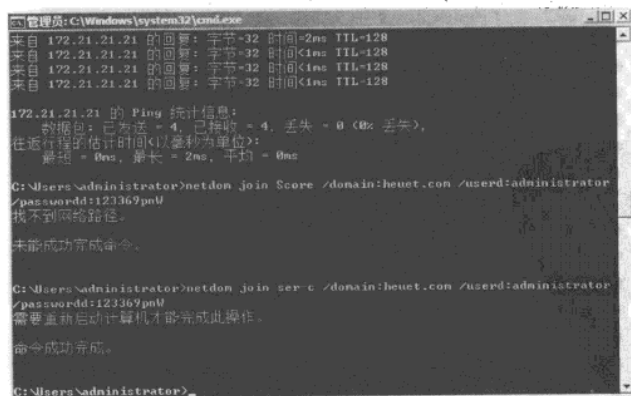 管理员: C:\Windows\system32\cmd.exe
来自 172.21.21.21 的回复: 字节=32 时间=2ms TTL=128
来自 172.21.21.21 的回复: 字节=32 时间<1ms TTL=128
来自 172.21.21.21 的回复: 字节=32 时间<1ms TTL=128
来自 172.21.21.21 的回复: 字节=32 时间<1ms TTL=128
172.21.21.21 的 Ping 统计信息:
数据包: 已发送 = 4, 已接收 = 4, 丢失 = 0 (0% 丢失),
往返行程的估计时间(以毫秒为单位):
最短 = 0ms, 最长 = 2ms, 平均 = 0ms
C:\Users\administrator>netdom join Score /domain:heuet.com /userd:administrator
/passwordd:123369pnW
找不到网络路径。
未能成功完成命令。
C:\Users\administrator>netdom join ser-c /domain:heuet.com /userd:administrator
/passwordd:123369pnW
需要重新启动计算机才能完成此操作。
命令成功完成。
C:\Users\administrator>_